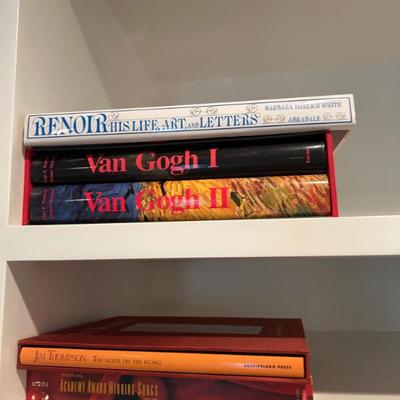 RENOIR HIS LIFE, ART, AND LETTERS BARBARA EHRLICH WHITE ABRADALE
Van Gogh I
Van Gogh II
JIM THOMPSON THE HOUSE ON THE KLONG ARCHIPELAGO PRESS
ACADEMY AWARD WINNING SONGS